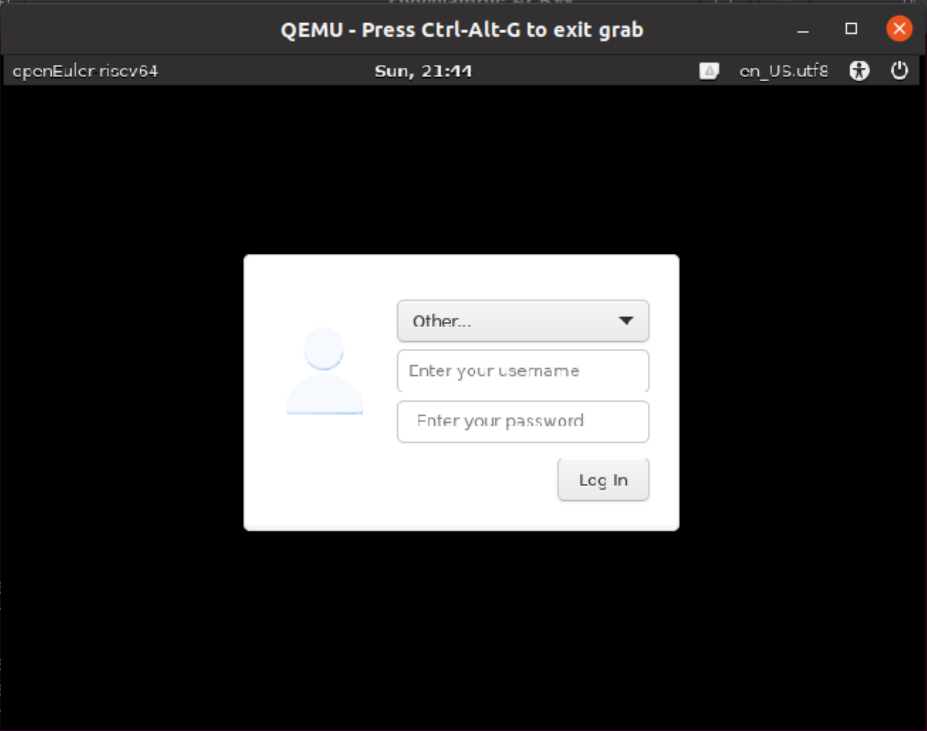 QEMU - Press Ctrl-Alt-G to exit grab
openEuler-riscv64 Sun, 21:44 en_US.utf8
Other...
Enter your username
Enter your password
Log In